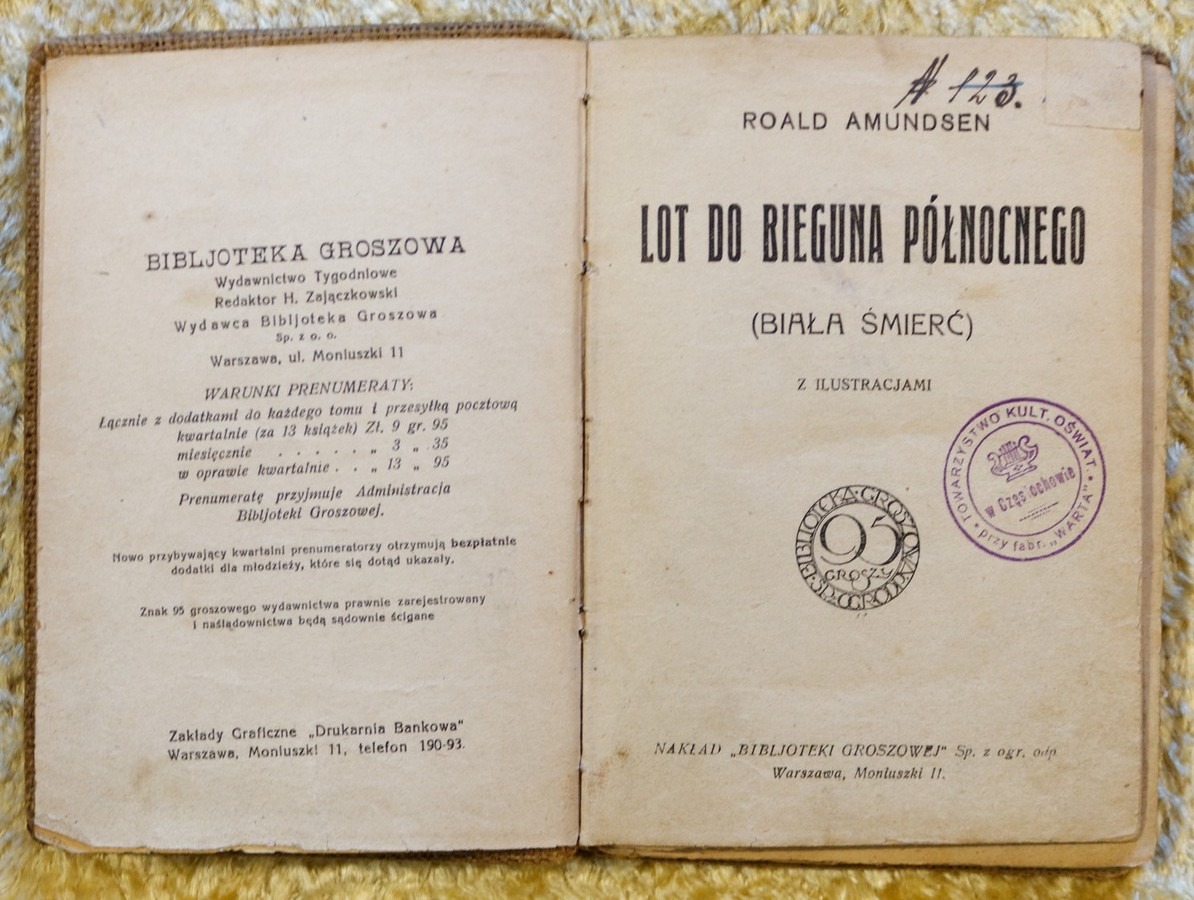 BIBLJOTEKA GROSZOWA
Wydawnictwo Tygodniowe
Redaktor H. Zajączkowski
Wydawca Bibljoteka Groszowa
Sp. z o. o.
Warszawa, ul. Moniuszki 11
WARUNKI PRENUMERATY:
Łącznie z dodatkami do każdego tomu i przesyłką pocztową
kwartalnie (za 13 książek) Zł. 9 gr. 95
miesięcznie . . . . . . „ 3 „ 35
w oprawie kwartalnie . . „ 13 „ 95
Prenumeratę przyjmuje Administracja
Bibljoteki Groszowej.
Nowo przybywający kwartalni prenumeratorzy otrzymują bezpłatnie
dodatki dla młodzieży, które się dotąd ukazały.
Znak 95 groszowego wydawnictwa prawnie zarejestrowany
i naśladownictwa będą sądownie ścigane
Zakłady Graficzne „Drukarnia Bankowa“
Warszawa, Moniuszki 11, telefon 190-93.
N 123.
ROALD AMUNDSEN
LOT DO BIEGUNA PÓŁNOCNEGO
(BIAŁA ŚMIERĆ)
Z ILUSTRACJAMI
TOWARZYSTWO KULT. OŚWIAT.
w Częstochowie
przy fabr. „WARTA“
BIBLJOTEKA GROSZOWA
95
GROSZY
SP. Z OGR. ODP.
NAKŁAD „BIBLJOTEKI GROSZOWEJ“ Sp. z ogr. odp
Warszawa, Moniuszki 11.